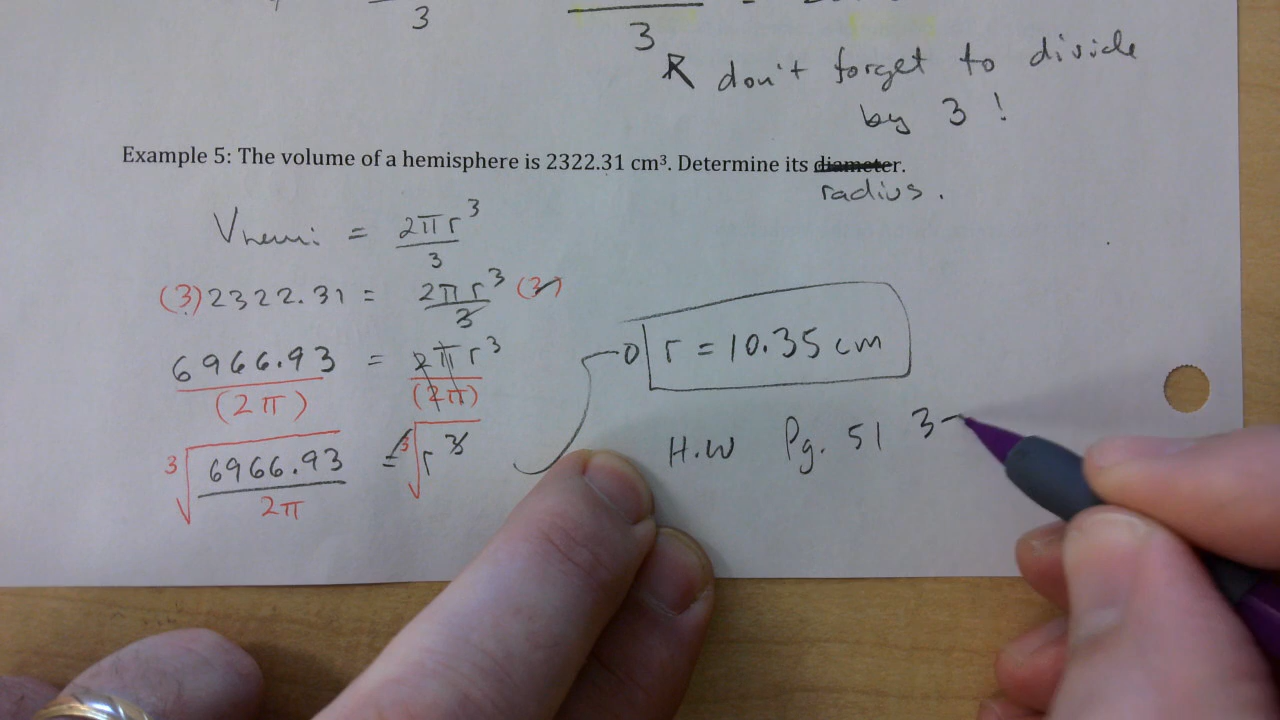 3
3
don't forget to divide
by 3 !
Example 5: The volume of a hemisphere is 2322.31 cm³. Determine its diameter.
radius.
Vhemi = 2πr³
3
(3) 2322.31 = 2πr³ (3)
3
6966.93 = 2πr³
(2π) (2π)
r = 10.35 cm
H.W Pg. 51 3-
³√6966.93 = ³√r³
2π